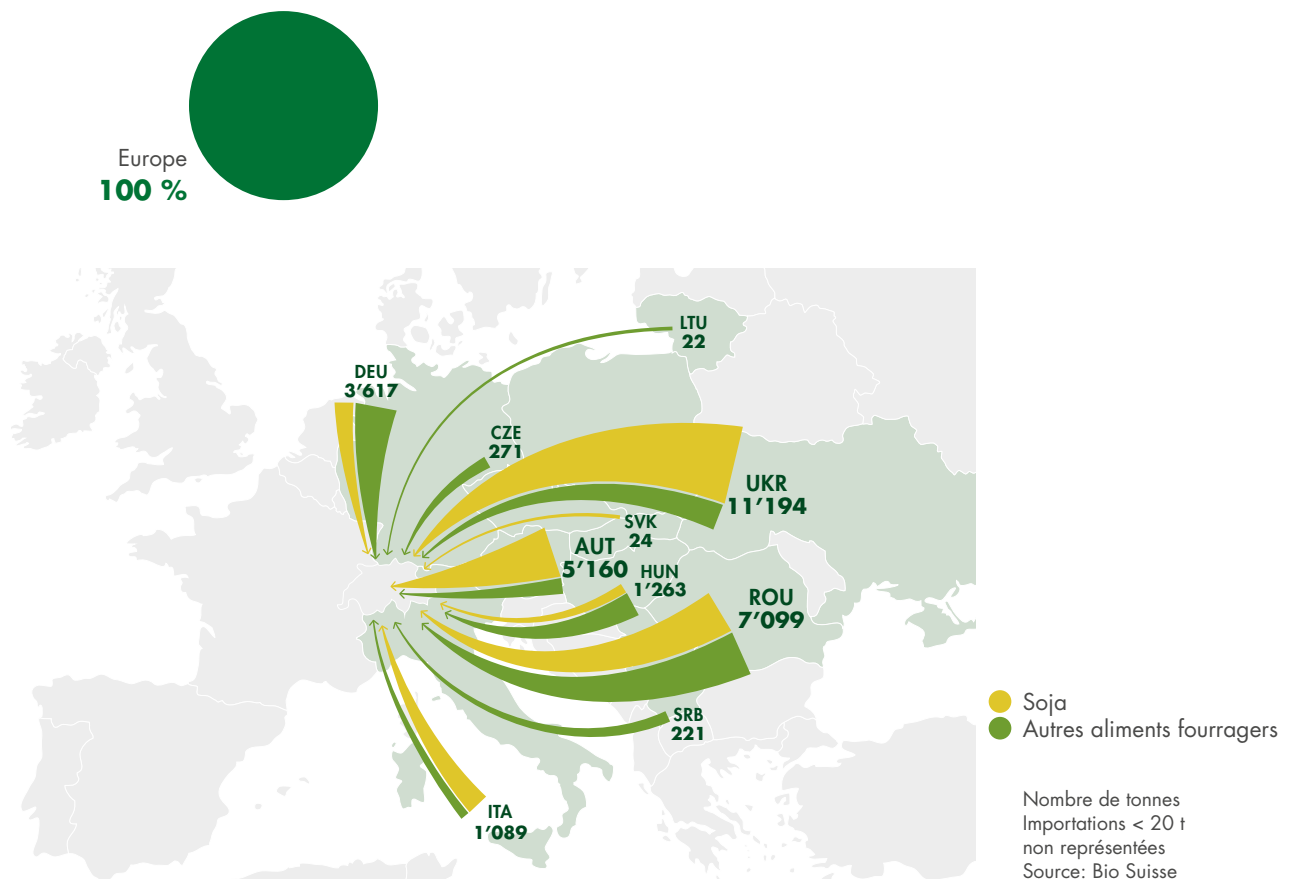 Europe
100 %
LTU
22
DEU
3’617
CZE
271
UKR
11’194
SVK
24
AUT
5’160
HUN
1’263
ROU
7’099
SRB
221
ITA
1’089
Soja
Autres aliments fourragers
Nombre de tonnes
Importations < 20 t
non représentées
Source: Bio Suisse